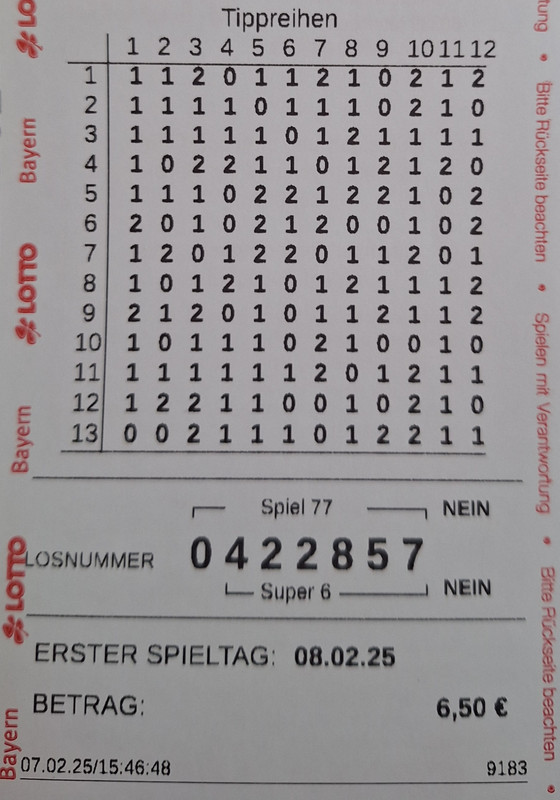 Tippreihen
1 2 3 4 5 6 7 8 9 10 11 12
1 1 1 2 0 1 1 2 1 0 2 1 2
2 1 1 1 1 0 1 1 1 0 2 1 0
3 1 1 1 1 1 0 1 2 1 1 1 1
4 1 0 2 2 1 1 0 1 2 1 2 0
5 1 1 1 0 2 2 1 2 2 1 0 2
6 2 0 1 0 2 1 2 0 0 1 0 2
7 1 2 0 1 2 2 0 1 1 2 0 1
8 1 0 1 2 1 0 1 2 1 1 1 2
9 2 1 2 0 1 0 1 1 2 1 1 2
10 1 0 1 1 1 0 2 1 0 0 1 0
11 1 1 1 1 1 1 2 0 1 2 1 1
12 1 2 2 1 1 0 0 1 0 2 1 0
13 0 0 2 1 1 1 0 1 2 2 1 1
Spiel 77 NEIN
LOSNUMMER 0422857
Super 6 NEIN
ERSTER SPIELTAG: 08.02.25
BETRAG: 6,50 €
07.02.25/15:46:48 9183
LO
Bayern
LOTTO
Bayern
LOTTO
Bayern
tung • Bitte Rückseite beachten • Spielen mit Verantwortung • Bitte Rückseite beachten •